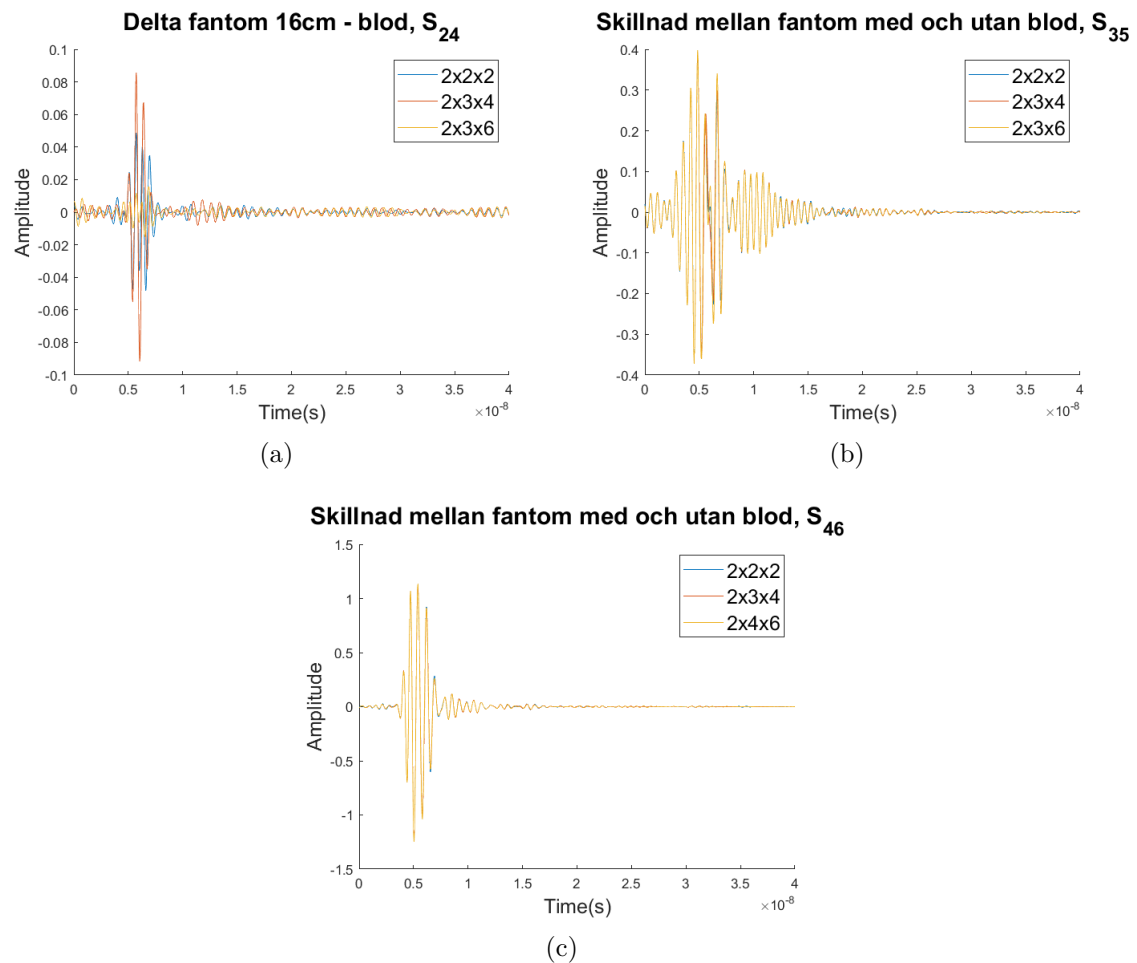 Delta fantom 16cm - blod, S24
0.1
0.08
0.06
0.04
0.02
0
-0.02
-0.04
-0.06
-0.08
-0.1
Amplitude
2x2x2
2x3x4
2x3x6
0 0.5 1 1.5 2 2.5 3 3.5 4
Time(s)
×10-8
(a)
Skillnad mellan fantom med och utan blod, S35
0.4
0.3
0.2
0.1
0
-0.1
-0.2
-0.3
-0.4
Amplitude
2x2x2
2x3x4
2x3x6
0 0.5 1 1.5 2 2.5 3 3.5 4
Time(s)
×10-8
(b)
Skillnad mellan fantom med och utan blod, S46
1.5
1
0.5
0
-0.5
-1
-1.5
Amplitude
2x2x2
2x3x4
2x4x6
0 0.5 1 1.5 2 2.5 3 3.5 4
Time(s)
×10-8
(c)